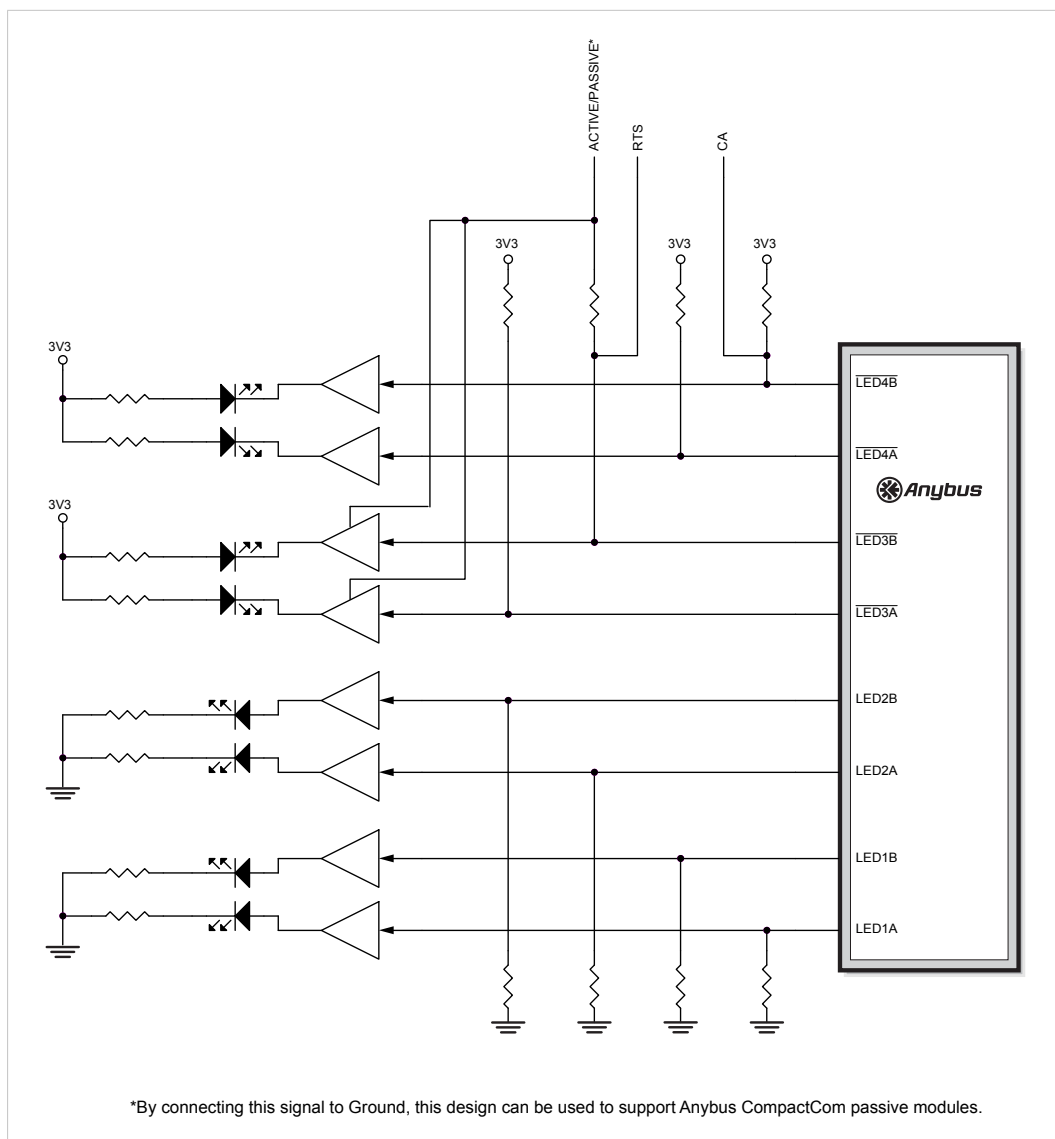 ACTIVE/PASSIVE*
RTS
CA
3V3
3V3
3V3
3V3
LED4B
LED4A
Anybus
3V3
LED3B
LED3A
LED2B
LED2A
LED1B
LED1A
*By connecting this signal to Ground, this design can be used to support Anybus CompactCom passive modules.